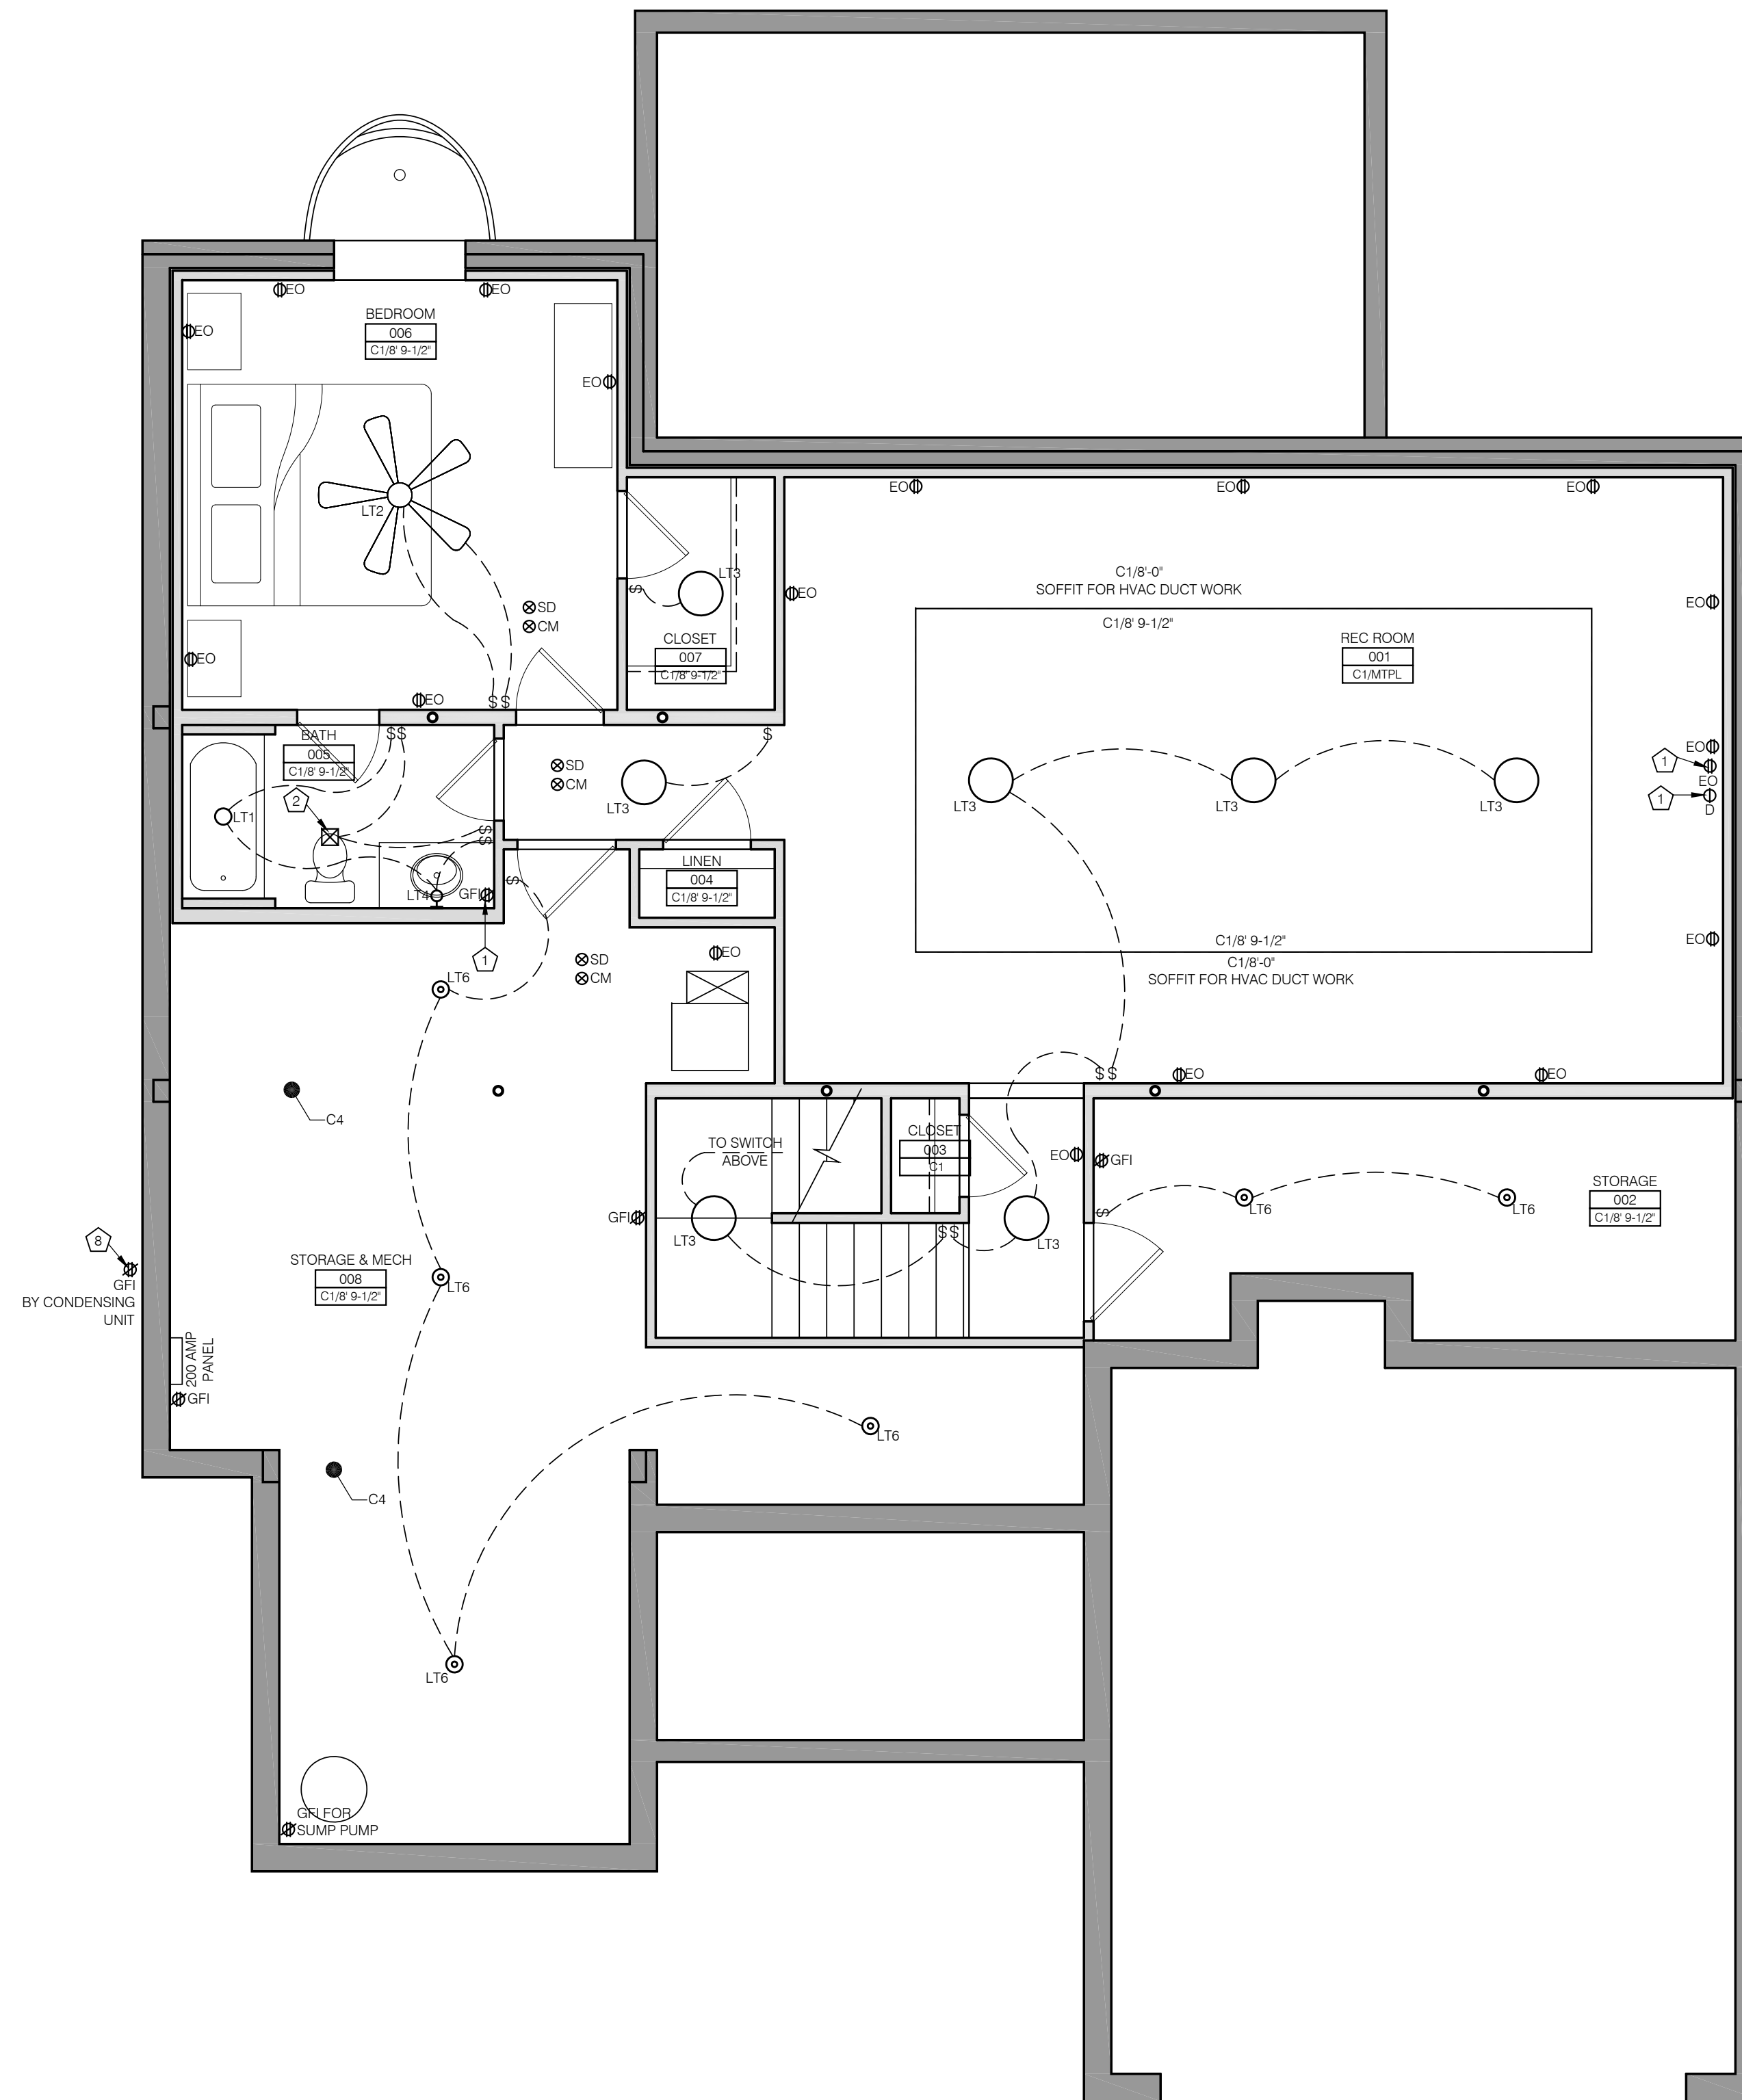 EO
EO
BEDROOM
006
C1/8' 9-1/2"
EO
EO
LT2
SD
CM
EO
EO
$ $
LT3
$
CLOSET
007
C1/8' 9-1/2"
EO
EO
EO
EO
C1/8'-0"
SOFFIT FOR HVAC DUCT WORK
C1/8' 9-1/2"
REC ROOM
001
C1/MTPL
EO
EO
1
EO
1
D
LT3
LT3
LT3
EO
C1/8' 9-1/2"
C1/8'-0"
SOFFIT FOR HVAC DUCT WORK
$ $
EO
EO
BATH
005
C1/8' 9-1/2"
$$
2
LT1
$$
LT4
GFI
1
SD
CM
$
LT3
LINEN
004
C1/8' 9-1/2"
$
SD
CM
EO
LT6
C4
TO SWITCH
ABOVE
CLOSET
003
C1
EO
GFI
GFI
LT3
$$
LT3
$
LT6
LT6
STORAGE
002
C1/8' 9-1/2"
8
GFI
BY CONDENSING
UNIT
STORAGE & MECH
008
C1/8' 9-1/2"
LT6
200 AMP
PANEL
GFI
LT6
C4
LT6
GFI FOR
SUMP PUMP